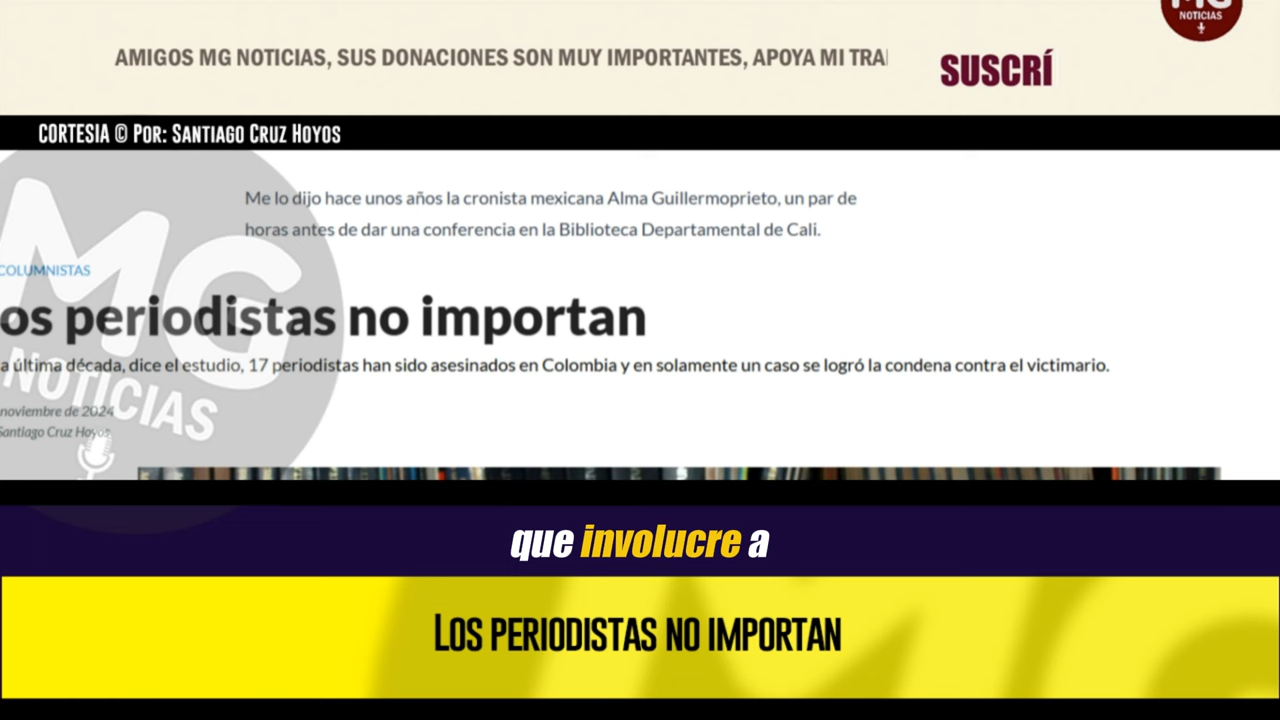 MG
NOTICIAS
AMIGOS MG NOTICIAS, SUS DONACIONES SON MUY IMPORTANTES, APOYA MI TRA
SUSCRÍ
CORTESIA © Por: Santiago Cruz Hoyos
Me lo dijo hace unos años la cronista mexicana Alma Guillermoprieto, un par de
horas antes de dar una conferencia en la Biblioteca Departamental de Cali.
COLUMNISTAS
os periodistas no importan
a última década, dice el estudio, 17 periodistas han sido asesinados en Colombia y en solamente un caso se logró la condena contra el victimario.
noviembre de 2024
Santiago Cruz Hoyos
MG
NOTICIAS
que involucre a
Los periodistas no importan